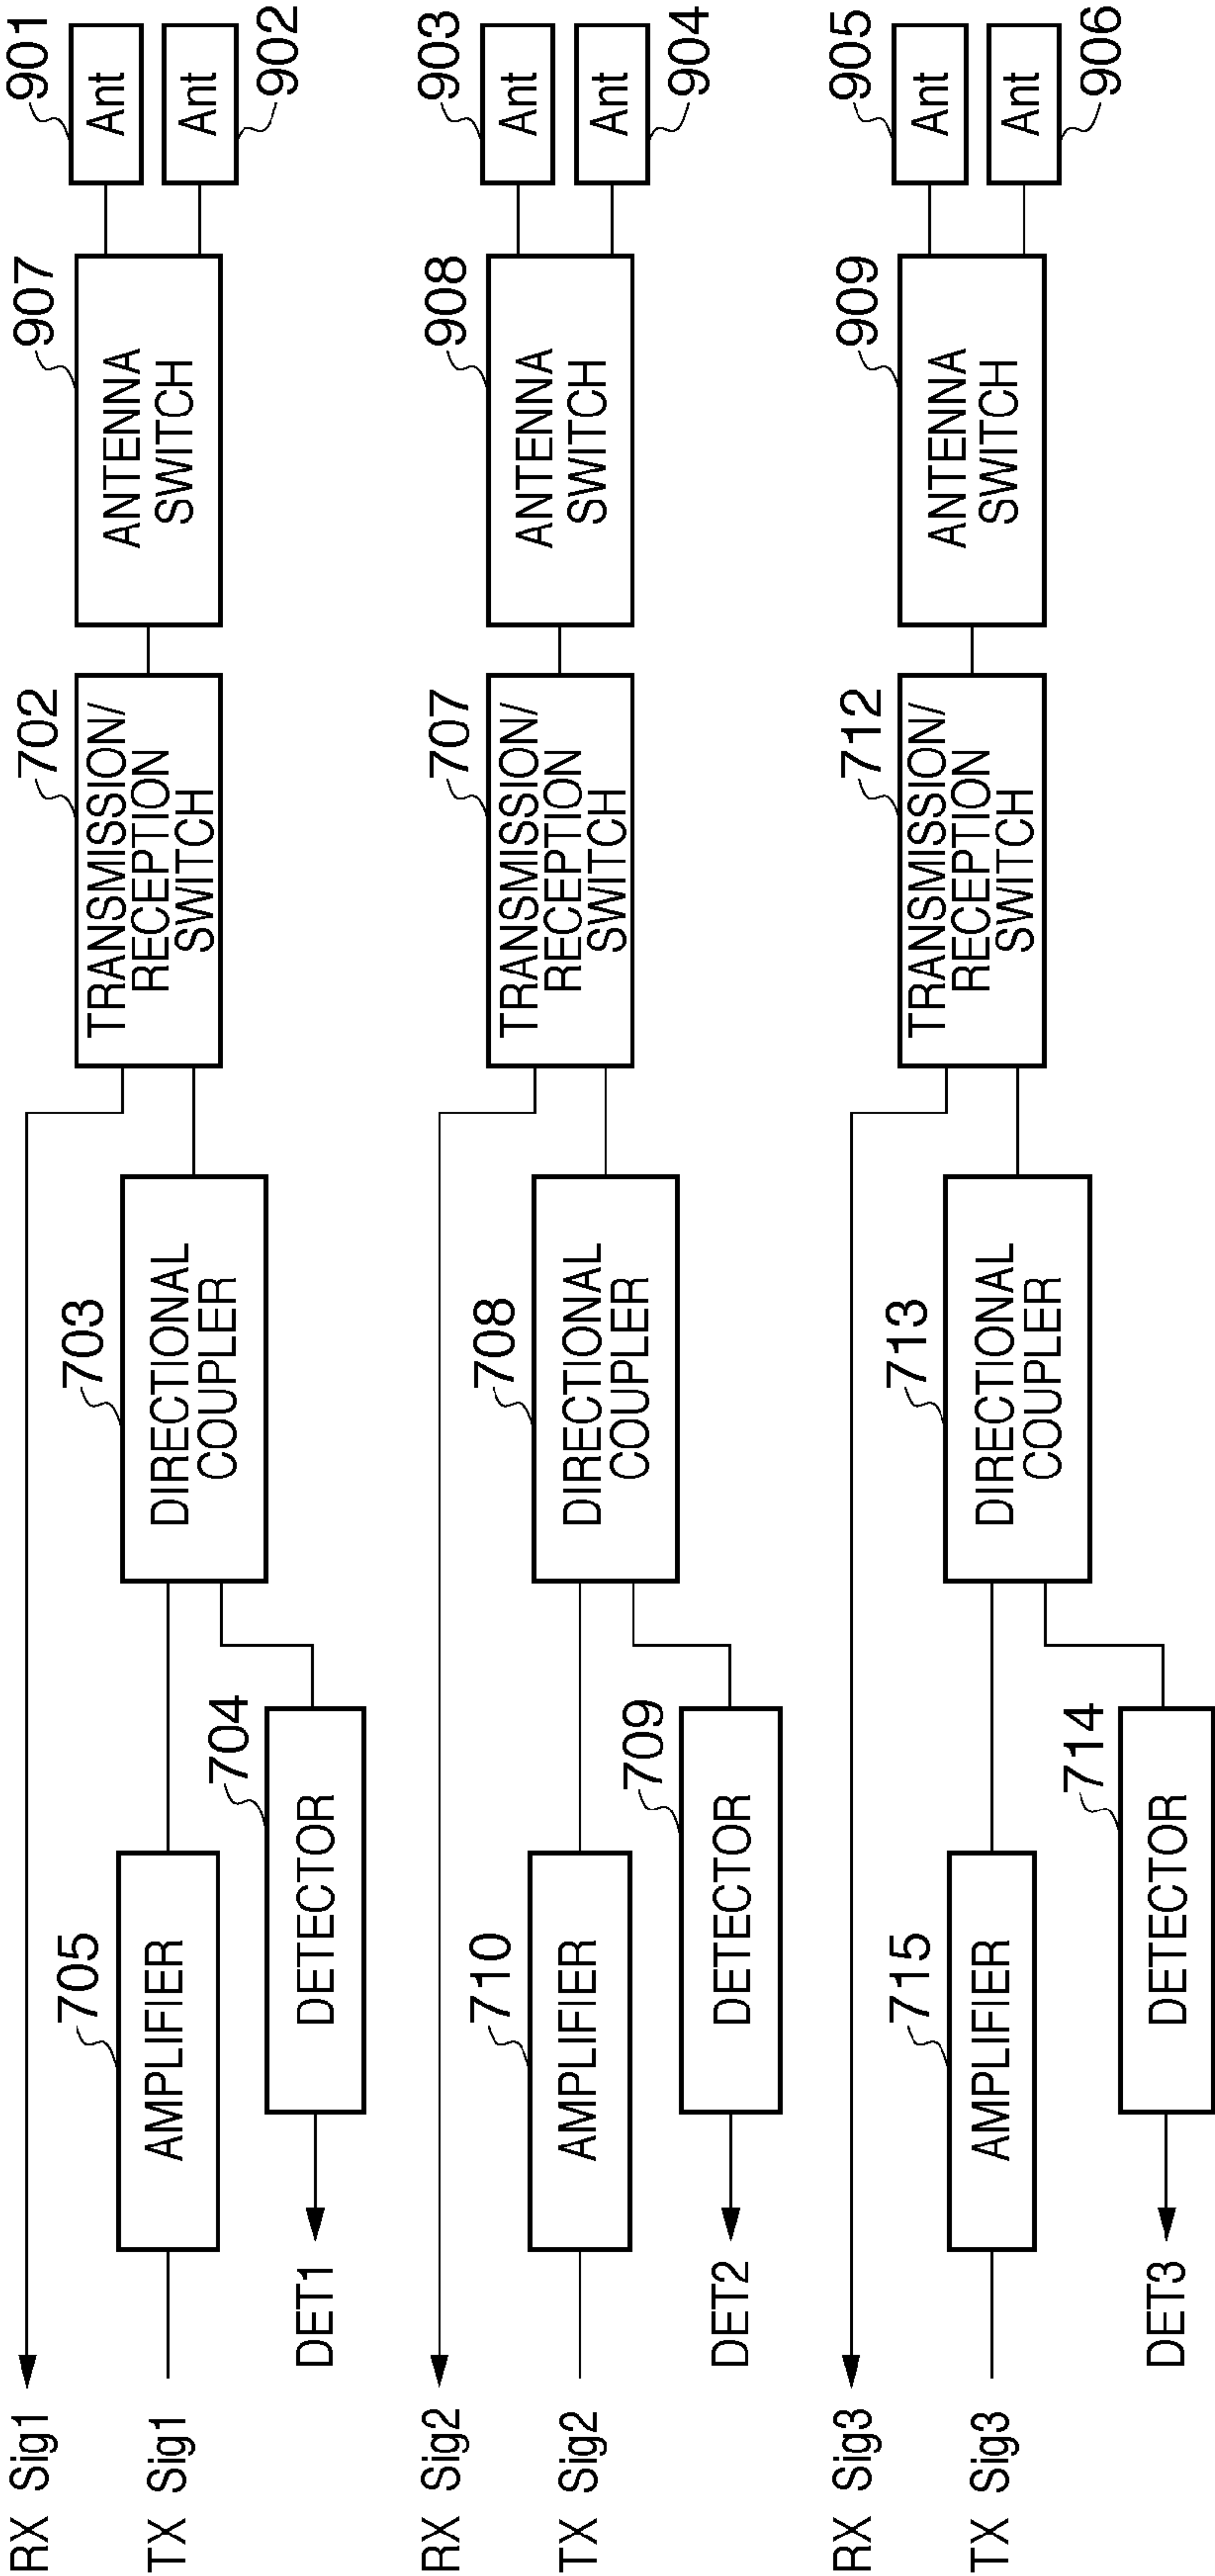 RX Sig1
TX Sig1
DET1
705
AMPLIFIER
704
DETECTOR
703
DIRECTIONAL
COUPLER
702
TRANSMISSION/
RECEPTION
SWITCH
907
ANTENNA
SWITCH
901
Ant
Ant
902
RX Sig2
TX Sig2
DET2
710
AMPLIFIER
709
DETECTOR
708
DIRECTIONAL
COUPLER
707
TRANSMISSION/
RECEPTION
SWITCH
908
ANTENNA
SWITCH
903
Ant
Ant
904
RX Sig3
TX Sig3
DET3
715
AMPLIFIER
714
DETECTOR
713
DIRECTIONAL
COUPLER
712
TRANSMISSION/
RECEPTION
SWITCH
909
ANTENNA
SWITCH
905
Ant
Ant
906